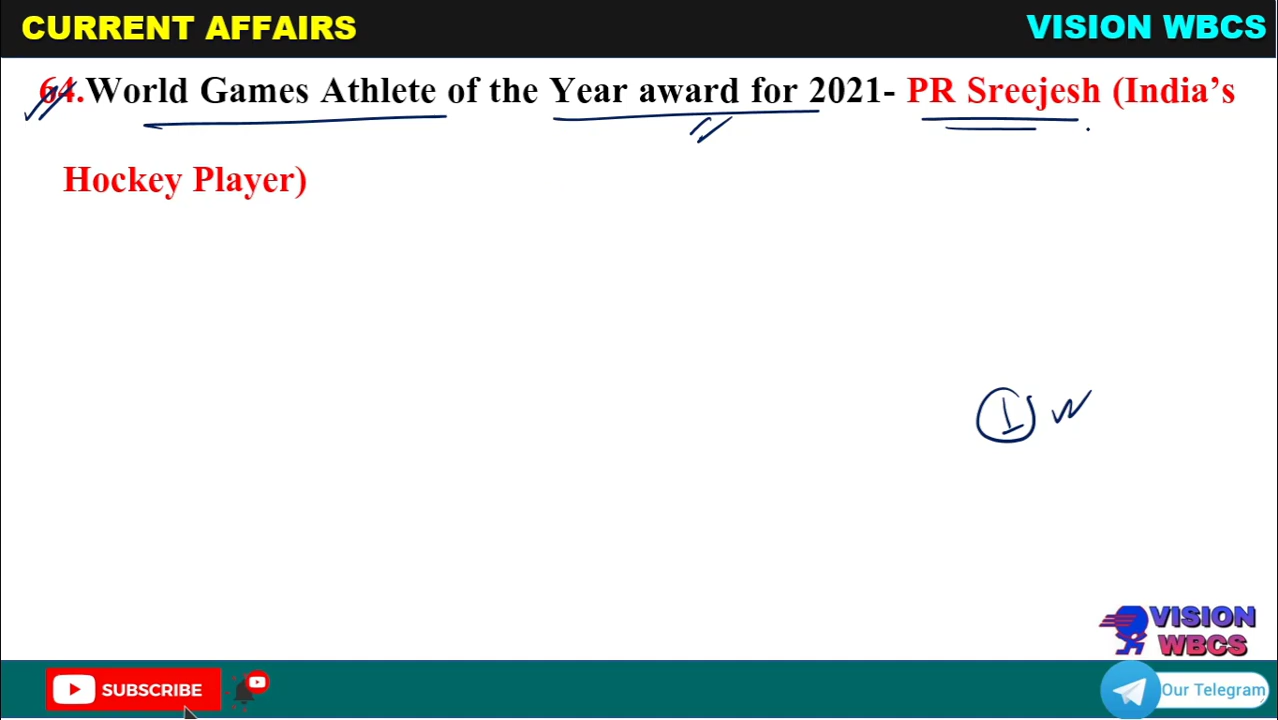 CURRENT AFFAIRS
VISION WBCS
64.World Games Athlete of the Year award for 2021- PR Sreejesh (India’s
Hockey Player)
1
VISION
WBCS
SUBSCRIBE
Our Telegram